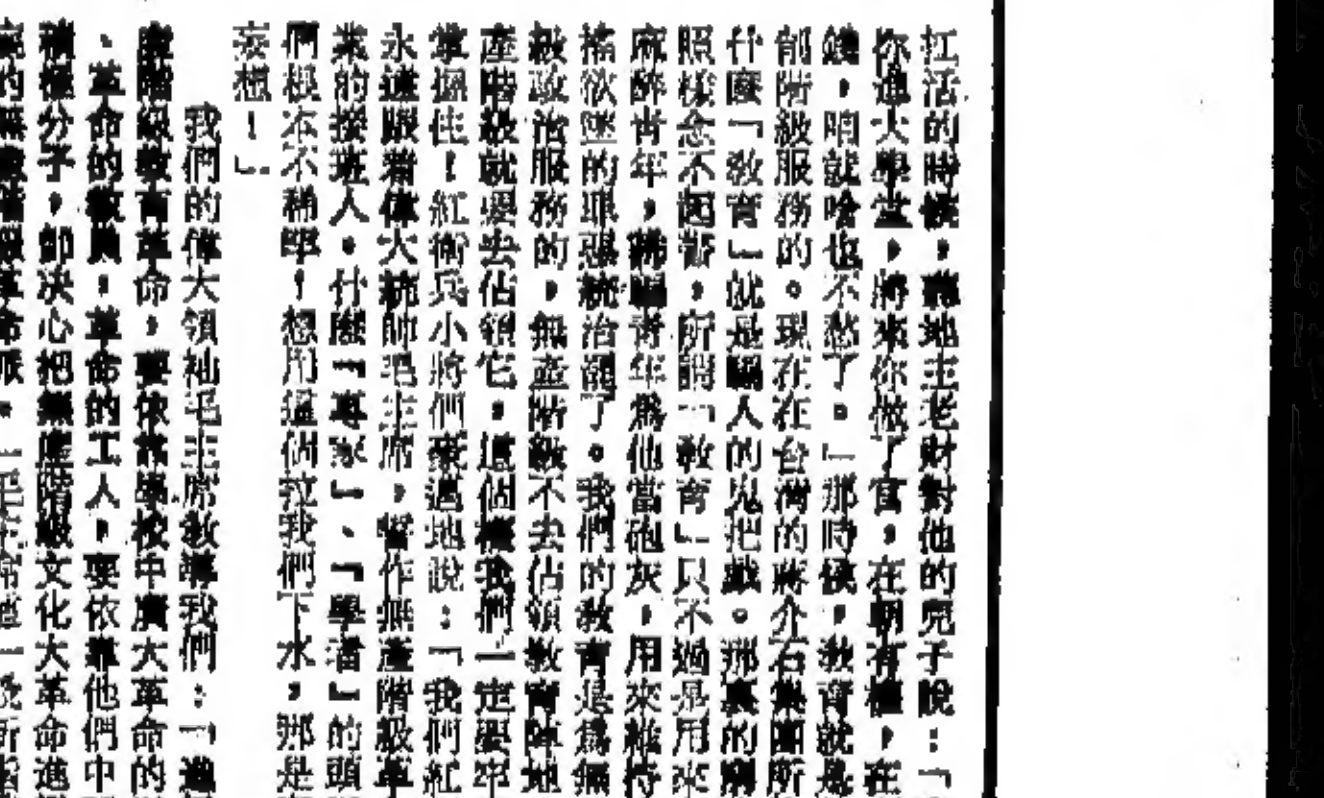 扛活的時候，聽地主老財對他的兒子說：「
你進大學堂，將來你做了官，在朝有權，在
錢，咱就啥也不愁了。」那時候，教育就是
削階級服務的。現在在台灣的蔣介石集團所
什麼「教育」就是騙人的鬼把戲。那裏的剝
照樣念不起書，所謂「教育」只不過是用來
麻醉青年，拐騙青年爲他當砲灰，用來維持
搖欲墜的罪惡統治罷了。我們的教育是爲無
級政治服務的，無產階級不去佔領教育陣地
產階級就要去佔領它。這個權我們一定要牢
掌握住！紅衛兵小將們豪邁地說：「我們紅
永遠跟着偉大統帥毛主席，誓作無產階級革
業的接班人。什麼「專家」、「學者」的頭
們根本不稀罕！想用這個拉我們下水，那是
妄想！」
我們的偉大領袖毛主席教導我們：「
產階級教育革命，要依靠學校中廣大革命的
、革命的教員，革命的工人，要依靠他們中
積極分子，即決心把無產階級文化大革命進
的無產階級革命派。」毛主席這一